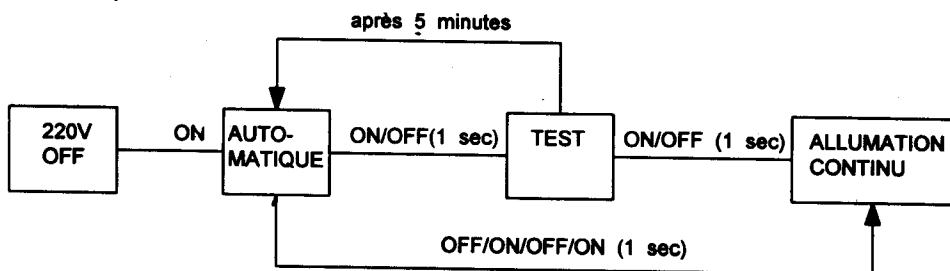 après 5 minutes
220V
OFF
ON
AUTO-
MATIQUE
ON/OFF(1 sec)
TEST
ON/OFF (1 sec)
ALLUMATION
CONTINU
OFF/ON/OFF/ON (1 sec)